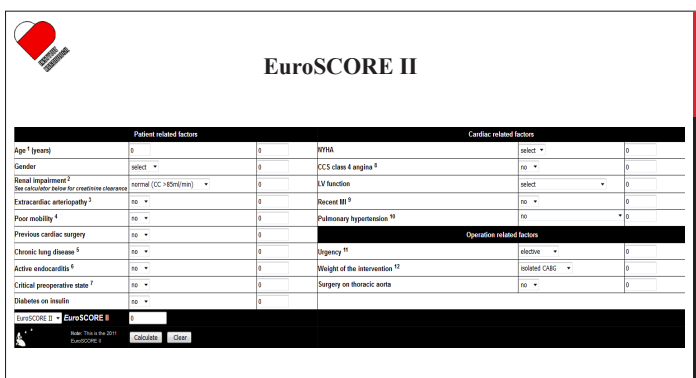 EuroSCORE II
Patient related factors
Cardiac related factors
Age 1 (years) 0 0
NYHA select 0
Gender select 0
CCS class 4 angina 8 no 0
Renal impairment 2
See calculator below for creatinine clearance
normal (CC >85ml/min) 0
LV function select 0
Extracardiac arteriopathy 3 no 0
Recent MI 9 no 0
Poor mobility 4 no 0
Pulmonary hypertension 10 no 0
Previous cardiac surgery no 0
Operation related factors
Chronic lung disease 5 no 0
Urgency 11 elective 0
Active endocarditis 6 no 0
Weight of the intervention 12 isolated CABG 0
Critical preoperative state 7 no 0
Surgery on thoracic aorta no 0
Diabetes on insulin no 0
EuroSCORE II EuroSCORE II 0
Note: This is the 2011
EuroSCORE II
Calculate Clear